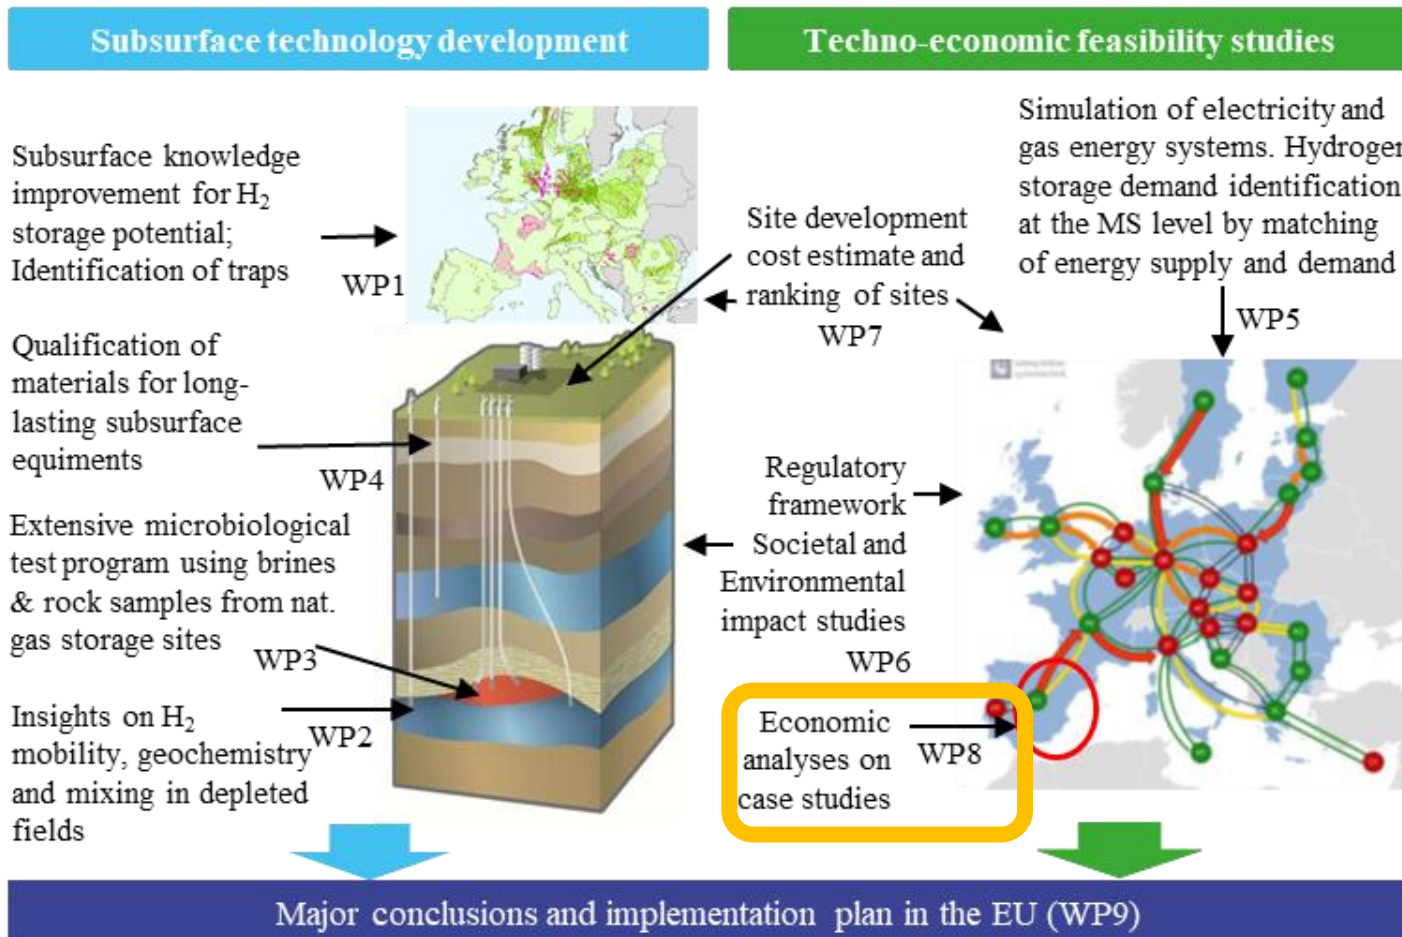 Subsurface technology development
Techno-economic feasibility studies
Subsurface knowledge
improvement for H₂
storage potential;
Identification of traps
WP1
Qualification of
materials for long-
lasting subsurface
equiments
WP4
Extensive microbiological
test program using brines
& rock samples from nat.
gas storage sites
WP3
Insights on H₂
mobility, geochemistry
and mixing in depleted
fields
WP2
Site development
cost estimate and
ranking of sites
WP7
Simulation of electricity and
gas energy systems. Hydrogen
storage demand identification
at the MS level by matching
of energy supply and demand
WP5
Regulatory
framework
Societal and
Environmental
impact studies
WP6
Economic
analyses on
case studies
WP8
Major conclusions and implementation plan in the EU (WP9)